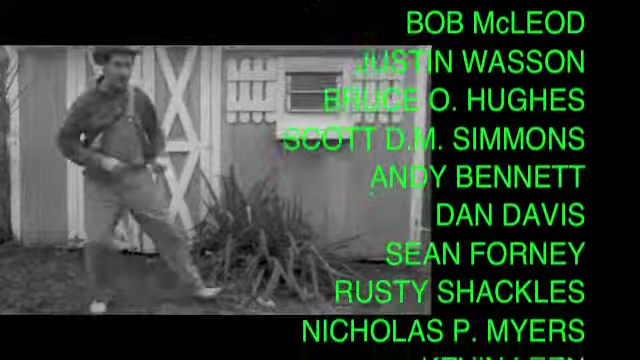 BOB McLEOD
JUSTIN WASSON
BRUCE O. HUGHES
SCOTT D.M. SIMMONS
ANDY BENNETT
DAN DAVIS
SEAN FORNEY
RUSTY SHACKLES
NICHOLAS P. MYERS